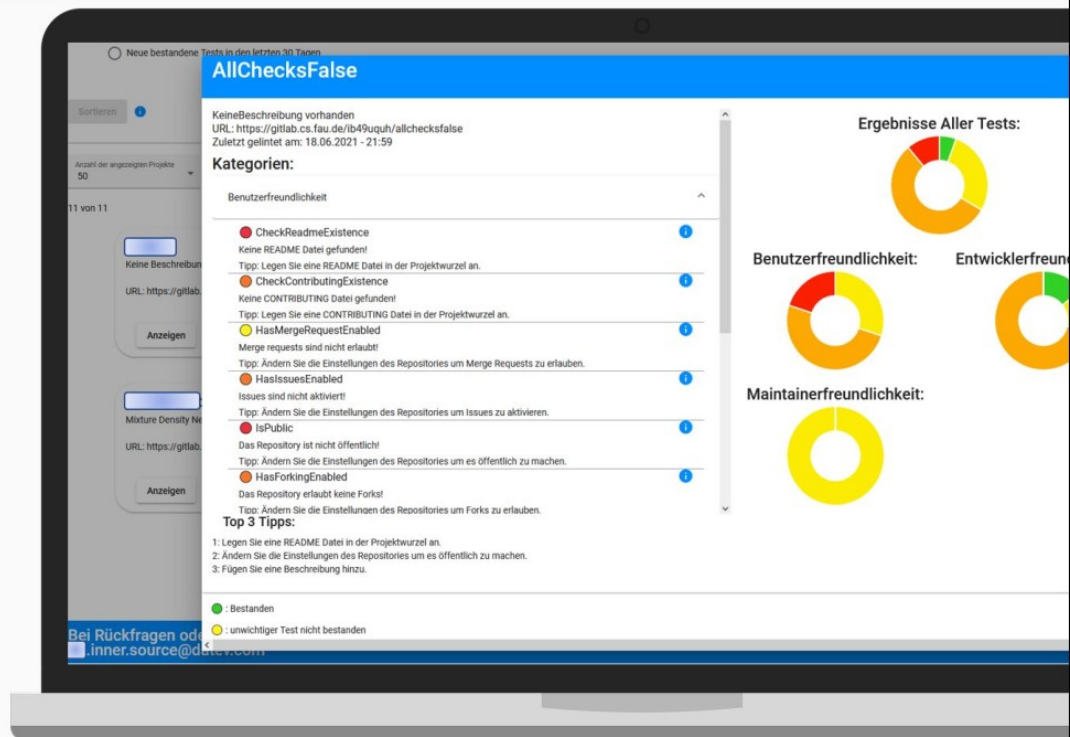 Neue bestandene Tests in den letzten 30 Tagen
Sortieren
Anzahl der angezeigten Projekte
50
11 von 11
Keine Beschreibun
URL: https://gitlab.
Anzeigen
Mixture Density Ne
URL: https://gitlab.
Anzeigen
Bei Rückfragen ode
.inner.source@datev.com
AllChecksFalse
KeineBeschreibung vorhanden
URL: https://gitlab.cs.fau.de/ib49uquh/allchecksfalse
Zuletzt gelintet am: 18.06.2021 - 21:59
Kategorien:
Benutzerfreundlichkeit
CheckReadmeExistence
Keine README Datei gefunden!
Tipp: Legen Sie eine README Datei in der Projektwurzel an.
CheckContributingExistence
Keine CONTRIBUTING Datei gefunden!
Tipp: Legen Sie eine CONTRIBUTING Datei in der Projektwurzel an.
HasMergeRequestEnabled
Merge requests sind nicht erlaubt!
Tipp: Ändern Sie die Einstellungen des Repositories um Merge Requests zu erlauben.
HasIssuesEnabled
Issues sind nicht aktiviert!
Tipp: Ändern Sie die Einstellungen des Repositories um Issues zu aktivieren.
IsPublic
Das Repository ist nicht öffentlich!
Tipp: Ändern Sie die Einstellungen des Repositories um es öffentlich zu machen.
HasForkingEnabled
Das Repository erlaubt keine Forks!
Tipp: Ändern Sie die Einstellungen des Repositories um Forks zu erlauben.
Top 3 Tipps:
1: Legen Sie eine README Datei in der Projektwurzel an.
2: Ändern Sie die Einstellungen des Repositories um es öffentlich zu machen.
3: Fügen Sie eine Beschreibung hinzu.
: Bestanden
: unwichtiger Test nicht bestanden
Ergebnisse Aller Tests:
Benutzerfreundlichkeit:
Entwicklerfreun
Maintainerfreundlichkeit: